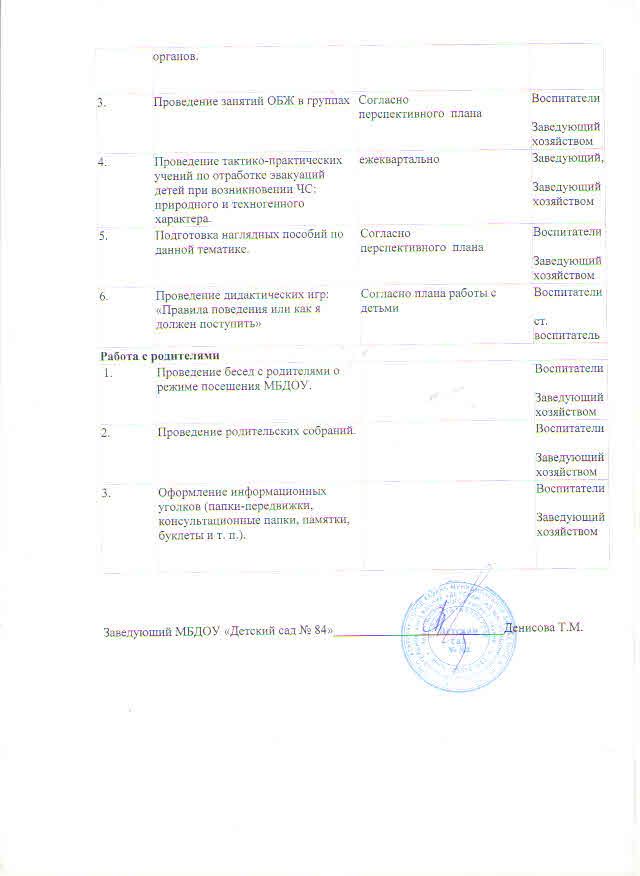 органов.
3. Проведение занятий ОБЖ в группах Согласно перспективного плана Воспитатели
Заведующий
хозяйством
4. Проведение тактико-практических ежеквартально Заведующий,
учений по отработке эвакуаций
детей при возникновении ЧС: Заведующий
природного и техногенного хозяйством
характера.
5. Подготовка наглядных пособий по Согласно Воспитатели
данной тематике. перспективного плана
Заведующий
хозяйством
6. Проведение дидактических игр: Согласно плана работы с Воспитатели
«Правила поведения или как я детьми
должен поступить» ст.
воспитатель
Работа с родителями
1. Проведение бесед с родителями о Воспитатели
режиме посещения МБДОУ.
Заведующий
хозяйством
2. Проведение родительских собраний. Воспитатели
Заведующий
хозяйством
3. Оформление информационных Воспитатели
уголков (папки-передвижки,
консультационные папки, памятки, Заведующий
буклеты и т. п.). хозяйством
Заведующий МБДОУ «Детский сад № 84» Денисова Т.М.